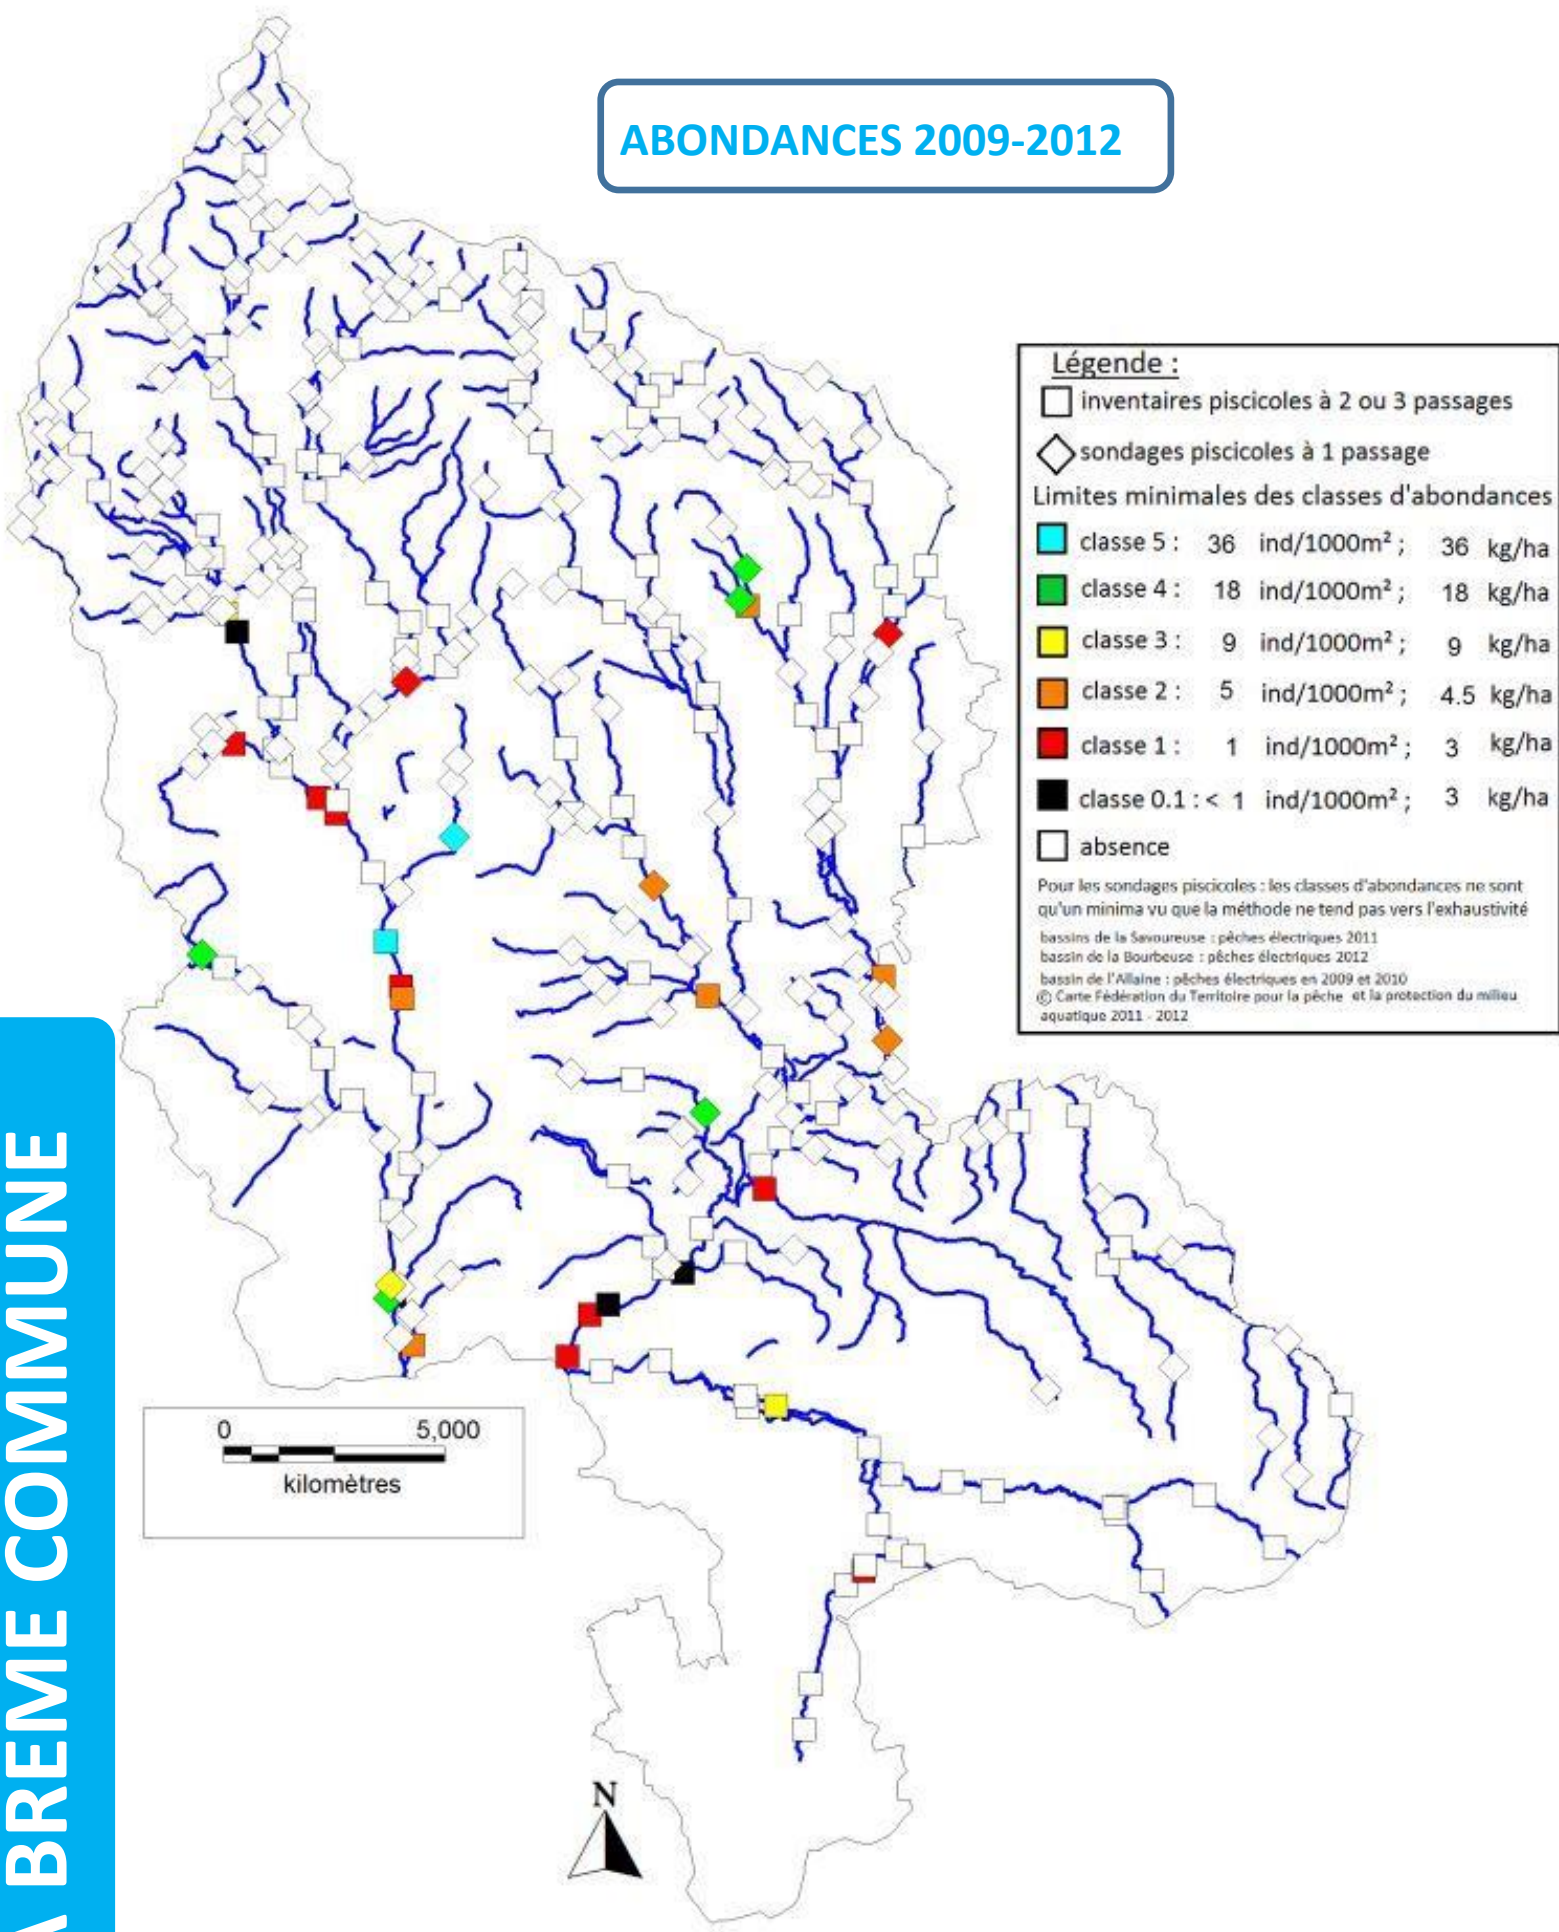 ABONDANCES 2009-2012
Légende :
inventaires piscicoles à 2 ou 3 passages
sondages piscicoles à 1 passage
Limites minimales des classes d'abondances
classe 5 : 36 ind/1000m² ; 36 kg/ha
classe 4 : 18 ind/1000m² ; 18 kg/ha
classe 3 : 9 ind/1000m² ; 9 kg/ha
classe 2 : 5 ind/1000m² ; 4.5 kg/ha
classe 1 : 1 ind/1000m² ; 3 kg/ha
classe 0.1 : < 1 ind/1000m² ; 3 kg/ha
absence
Pour les sondages piscicoles : les classes d'abondances ne sont
qu'un minima vu que la méthode ne tend pas vers l'exhaustivité
bassins de la Savoureuse : pêches électriques 2011
bassin de la Bourbeuse : pêches électriques 2012
bassin de l'Allaine : pêches électriques en 2009 et 2010
© Carte Fédération du Territoire pour la pêche et la protection du milieu
aquatique 2011 - 2012
A BREME COMMUNE
0 5,000
kilomètres
N